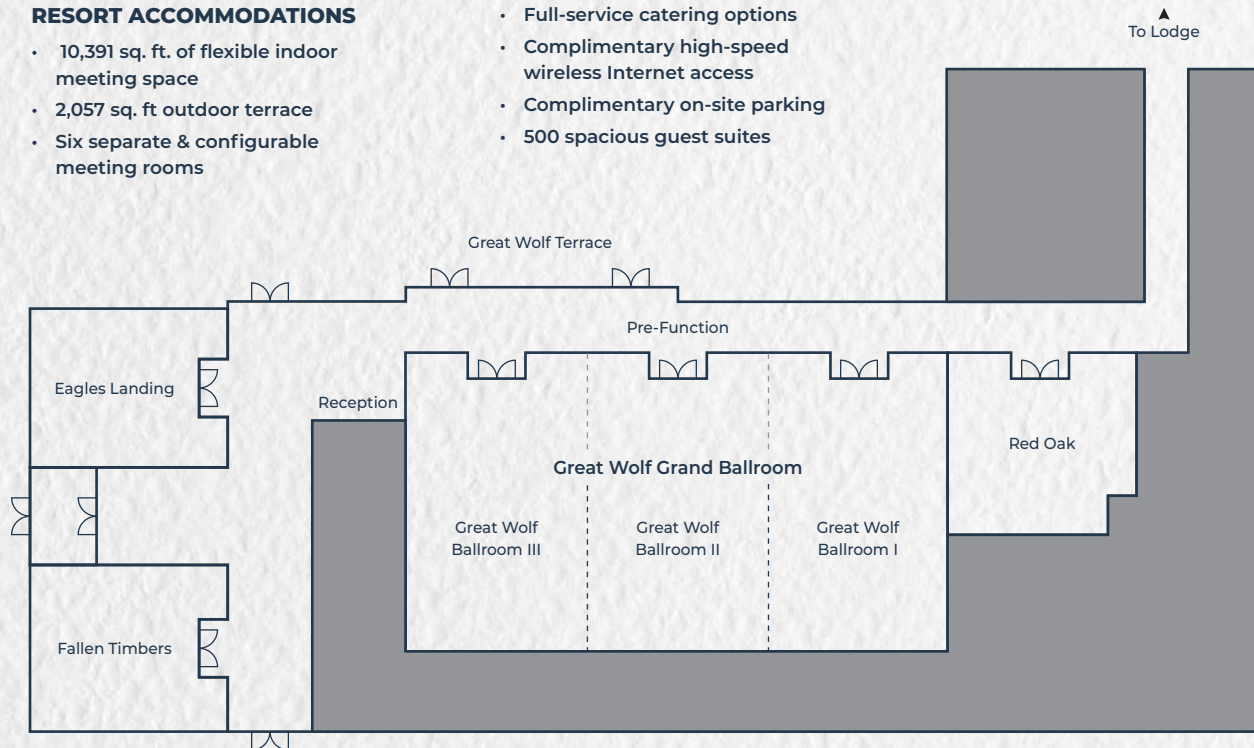 RESORT ACCOMMODATIONS
• 10,391 sq. ft. of flexible indoor
meeting space
• 2,057 sq. ft outdoor terrace
• Six separate & configurable
meeting rooms
• Full-service catering options
• Complimentary high-speed
wireless Internet access
• Complimentary on-site parking
• 500 spacious guest suites
To Lodge
Great Wolf Terrace
Pre-Function
Eagles Landing
Reception
Red Oak
Great Wolf Grand Ballroom
Great Wolf
Ballroom III
Great Wolf
Ballroom II
Great Wolf
Ballroom I
Fallen Timbers